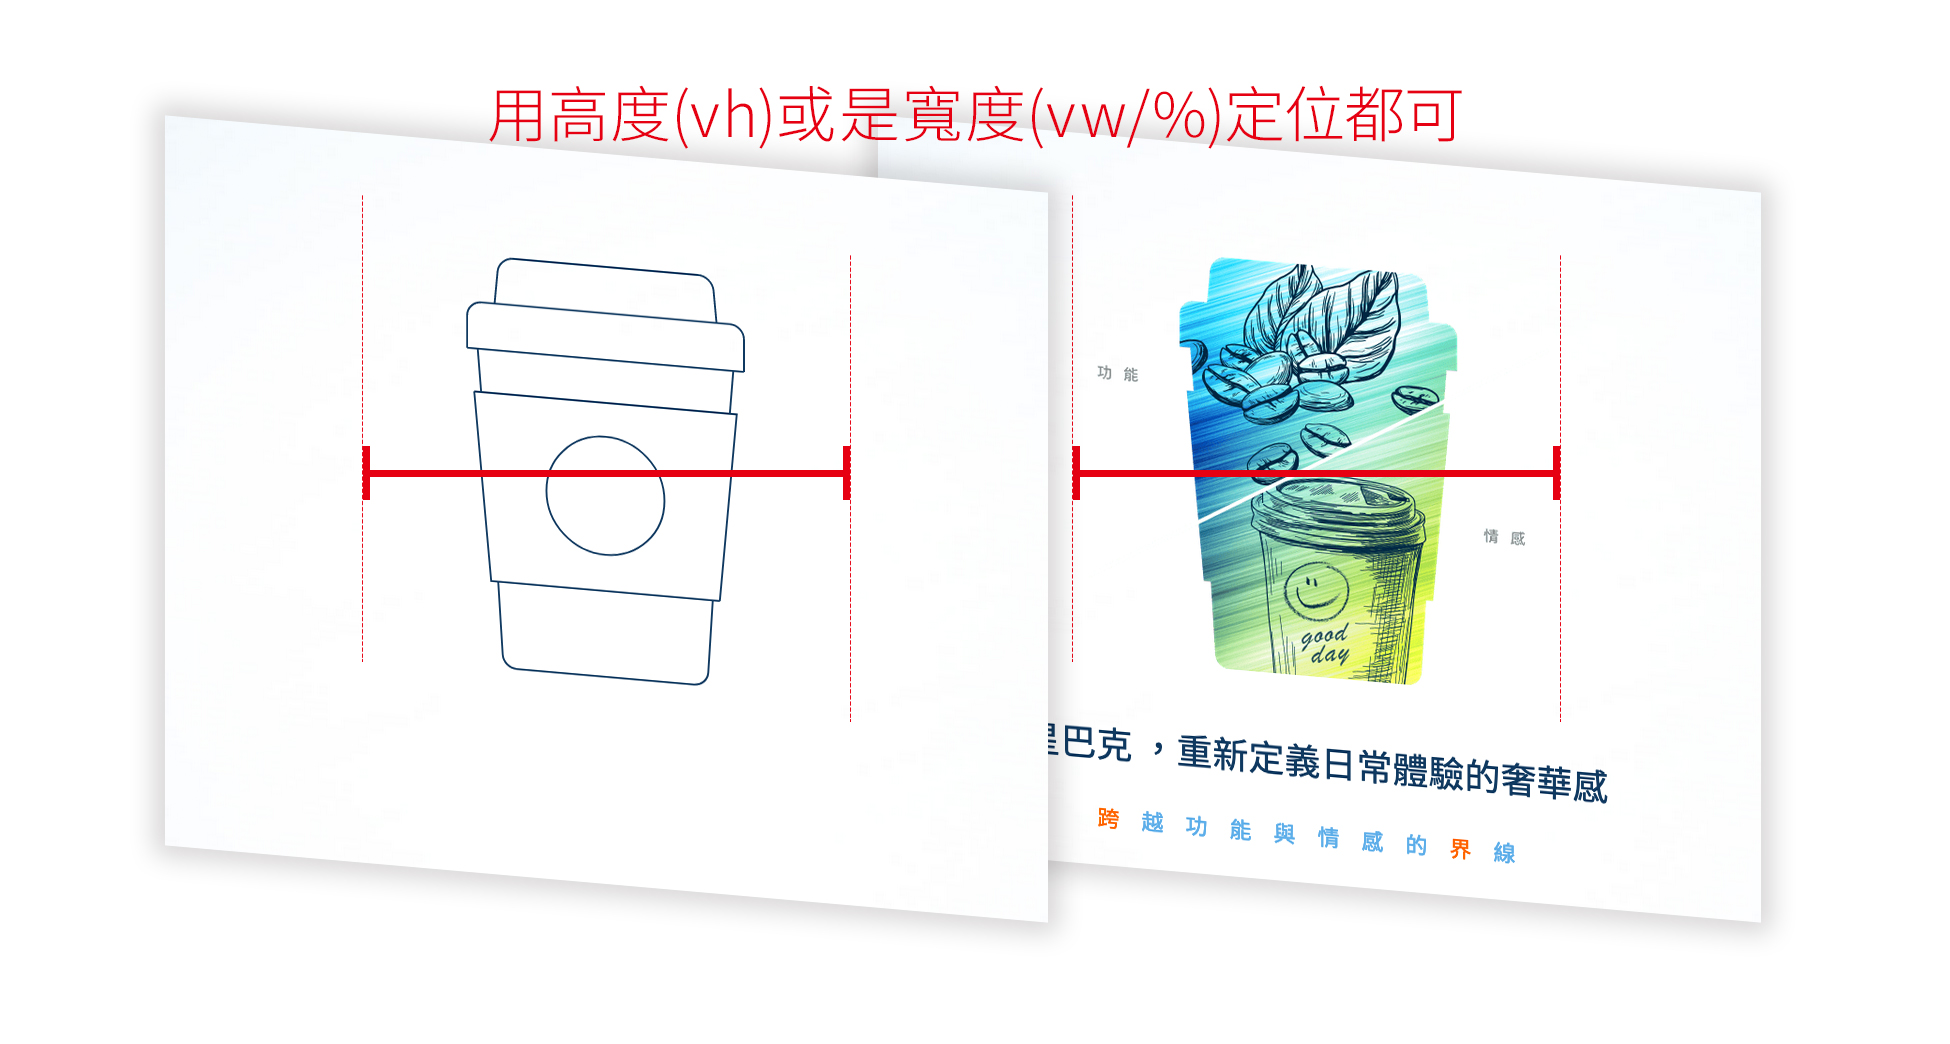 用高度(vh)或是寬度(vw/%)定位都可
功能
情感
good
day
巴克，重新定義日常體驗的奢華感
跨越功能與情感的界線